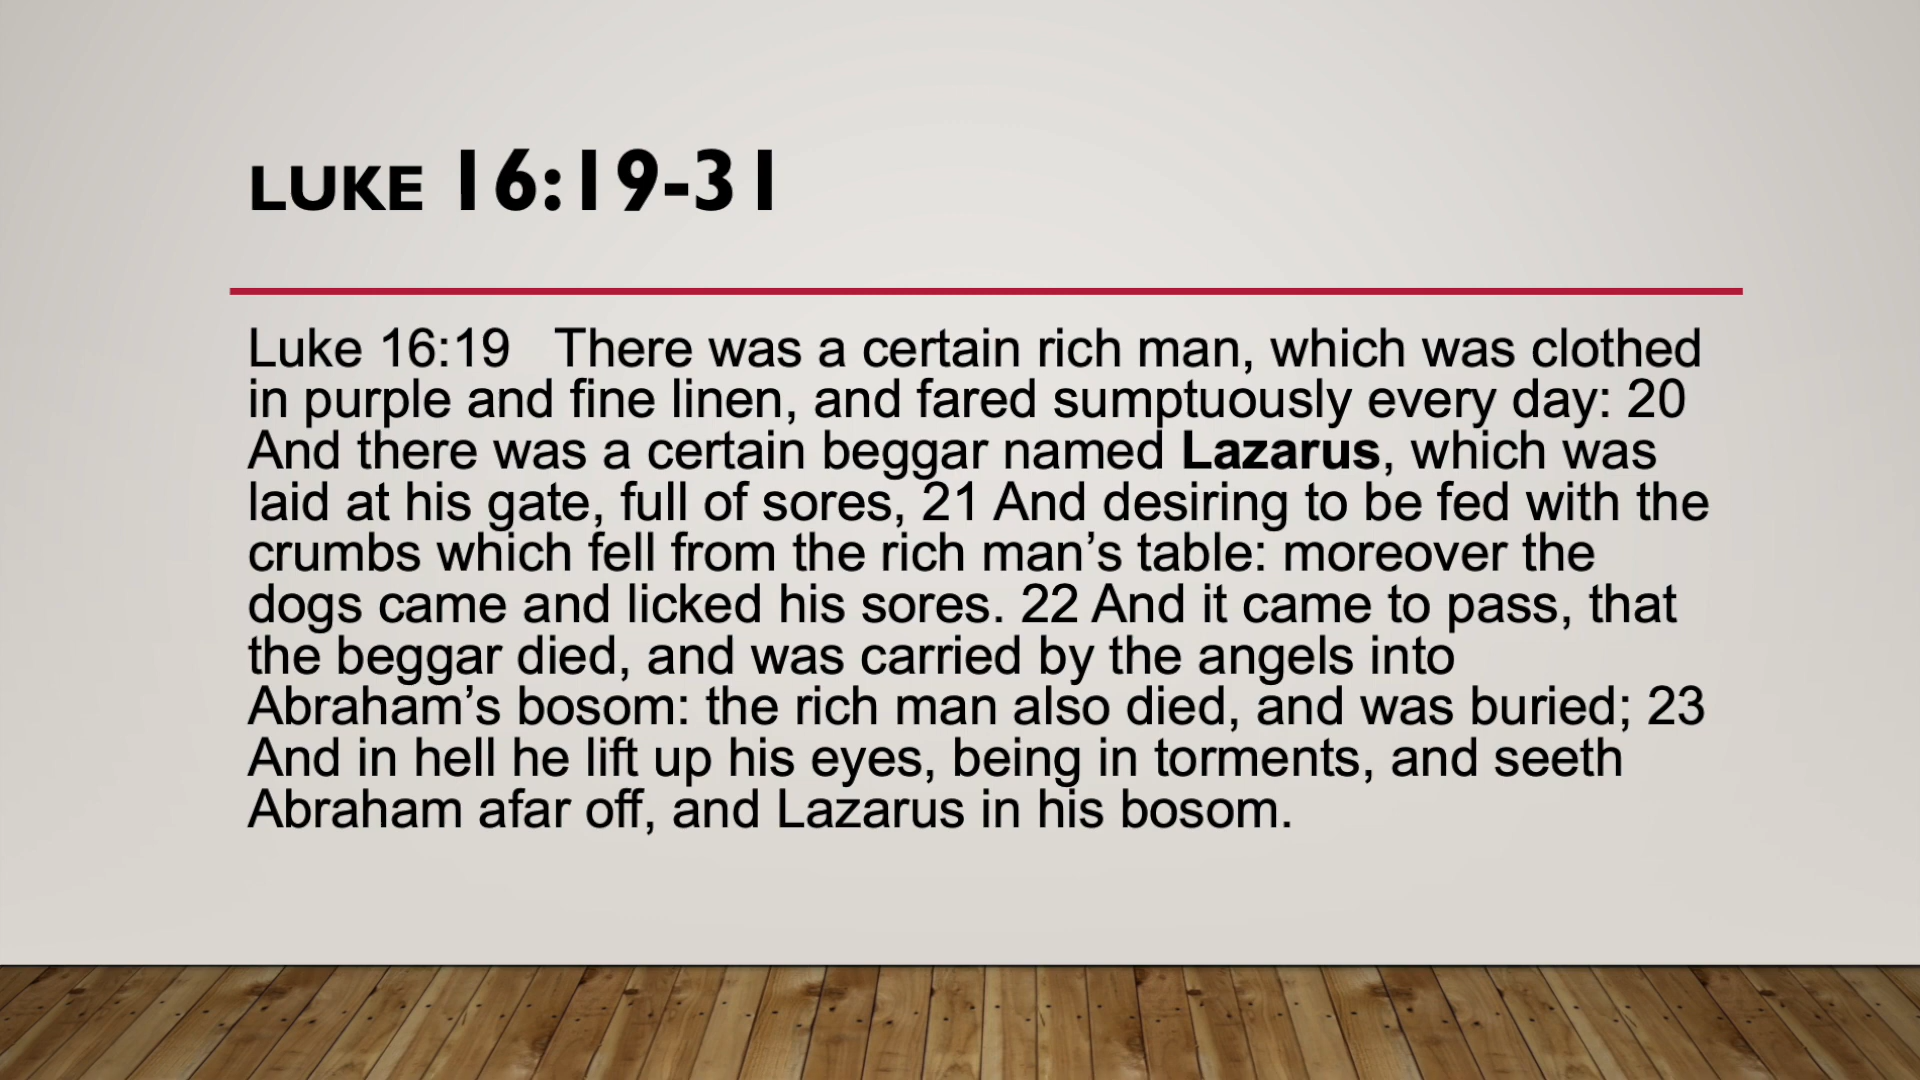 LUKE 16:19-31
Luke 16:19   There was a certain rich man, which was clothed
in purple and fine linen, and fared sumptuously every day: 20
And there was a certain beggar named Lazarus, which was
laid at his gate, full of sores, 21 And desiring to be fed with the
crumbs which fell from the rich man’s table: moreover the
dogs came and licked his sores. 22 And it came to pass, that
the beggar died, and was carried by the angels into
Abraham’s bosom: the rich man also died, and was buried; 23
And in hell he lift up his eyes, being in torments, and seeth
Abraham afar off, and Lazarus in his bosom.